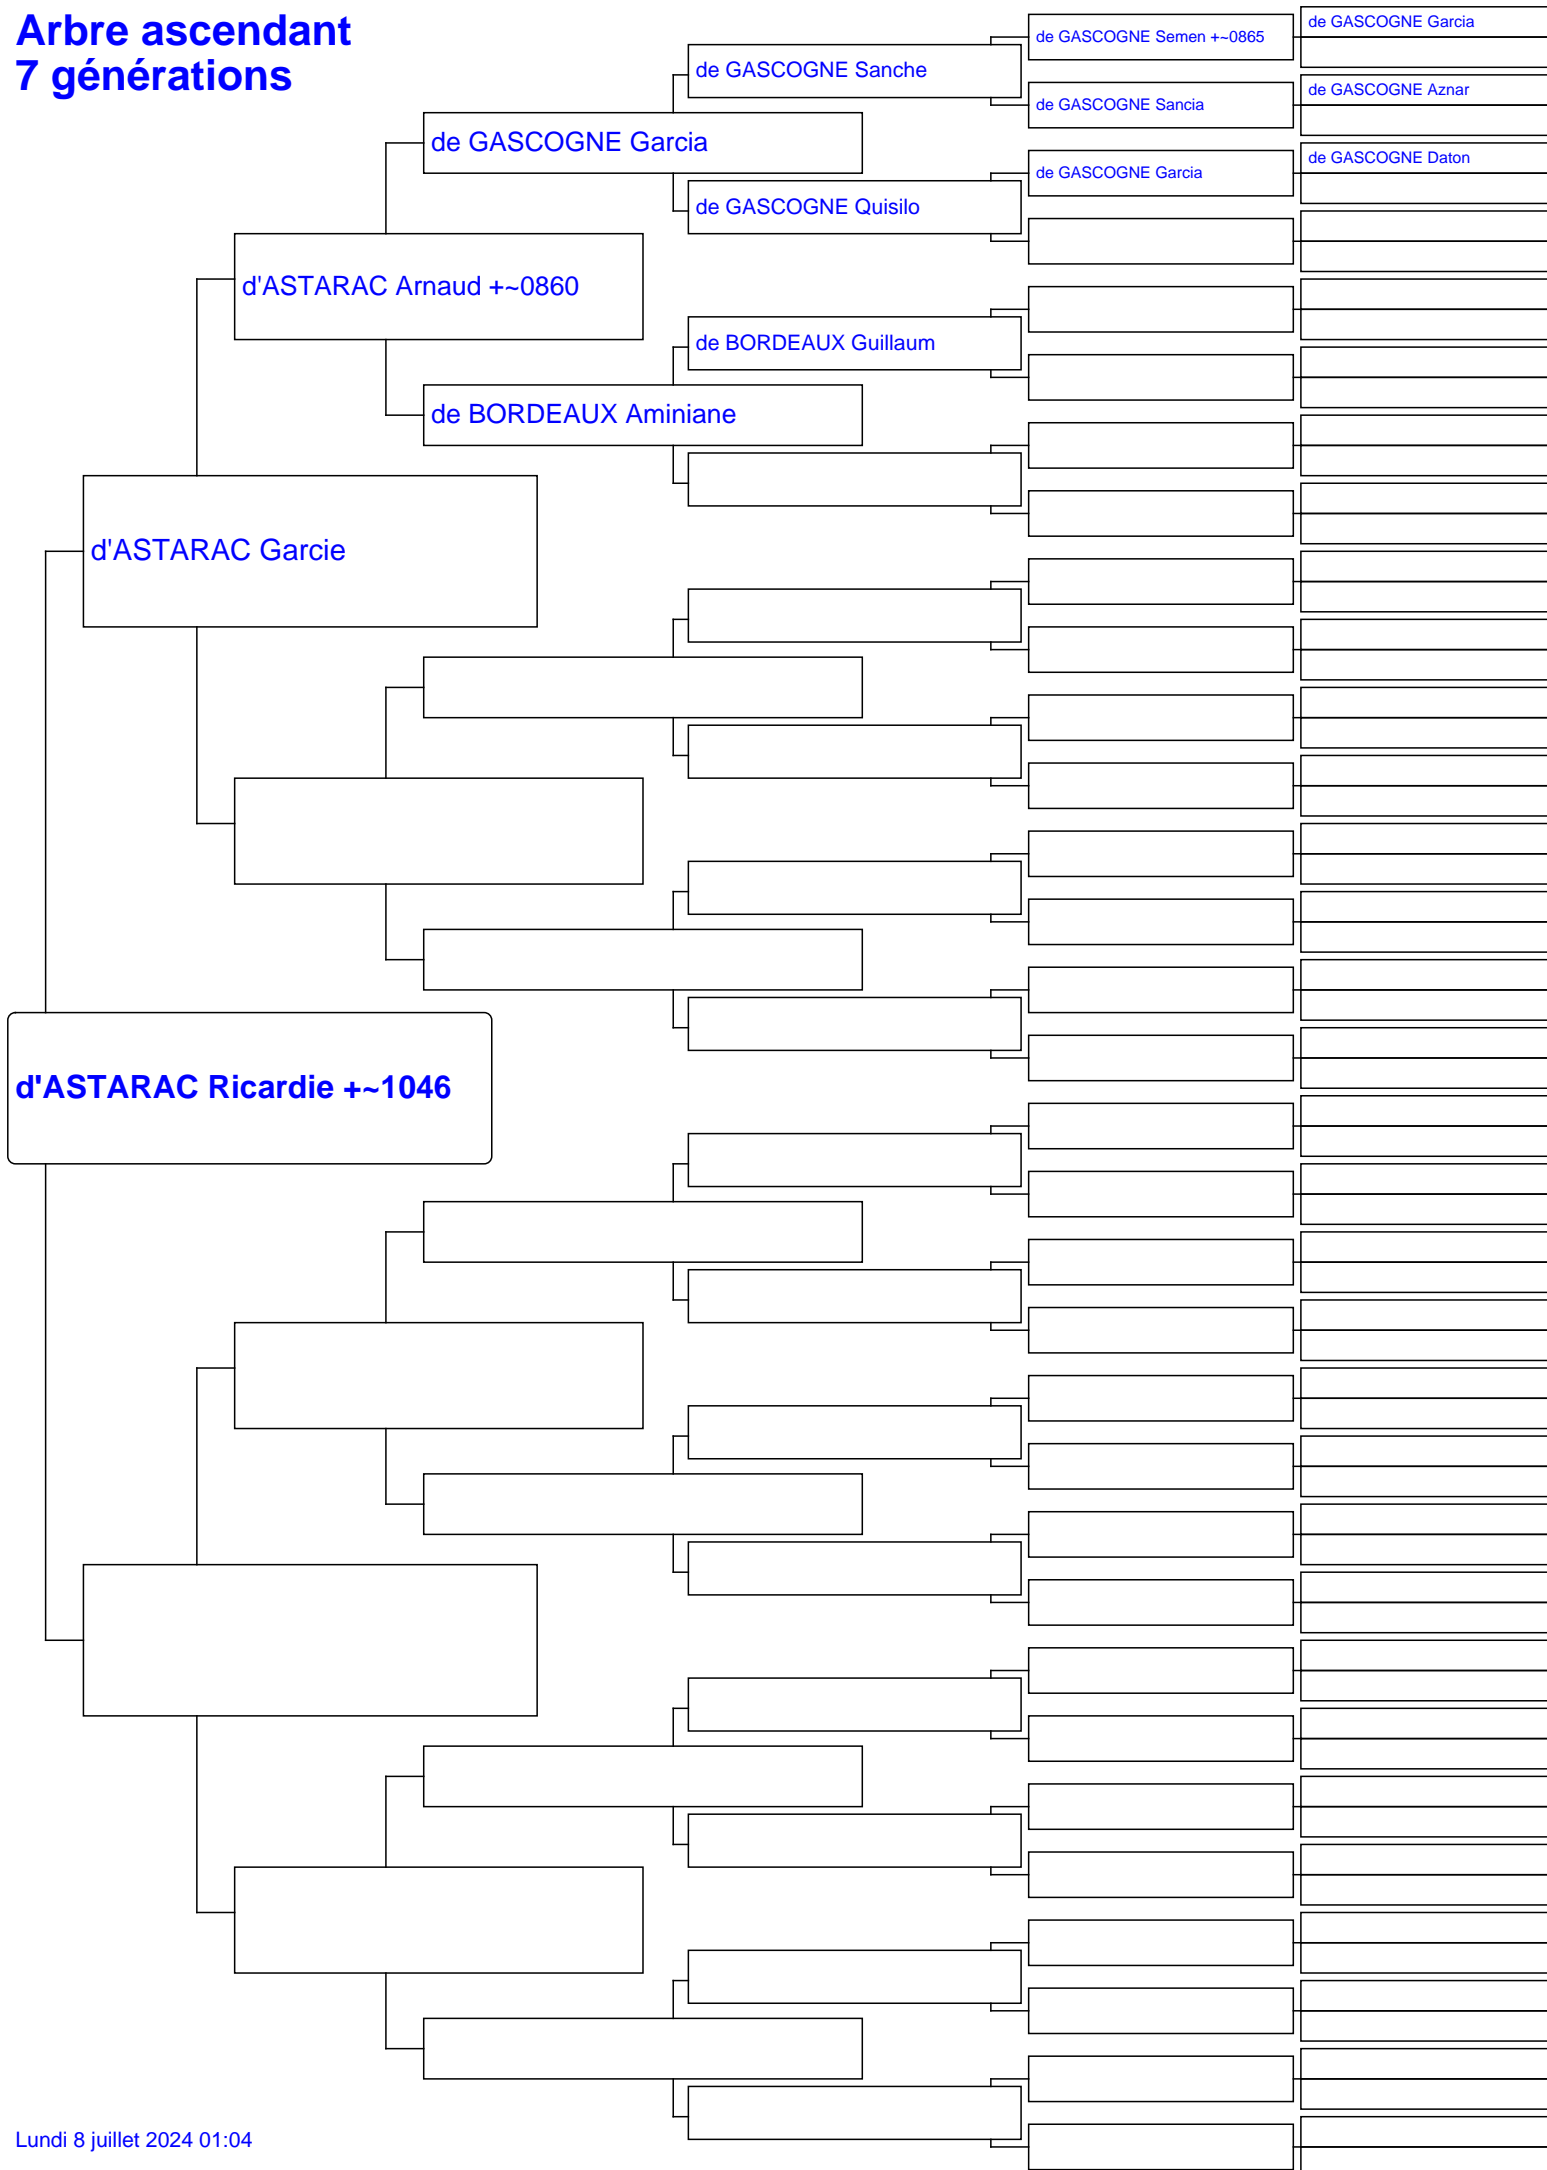 Arbre ascendant
7 générations
de GASCOGNE Garcia
de GASCOGNE Semen +~0865
de GASCOGNE Sanche
de GASCOGNE Aznar
de GASCOGNE Sancia
de GASCOGNE Garcia
de GASCOGNE Daton
de GASCOGNE Garcia
de GASCOGNE Quisilo
d'ASTARAC Arnaud +~0860
de BORDEAUX Guillaum
de BORDEAUX Aminiane
d'ASTARAC Garcie
d'ASTARAC Ricardie +~1046
Lundi 8 juillet 2024 01:04